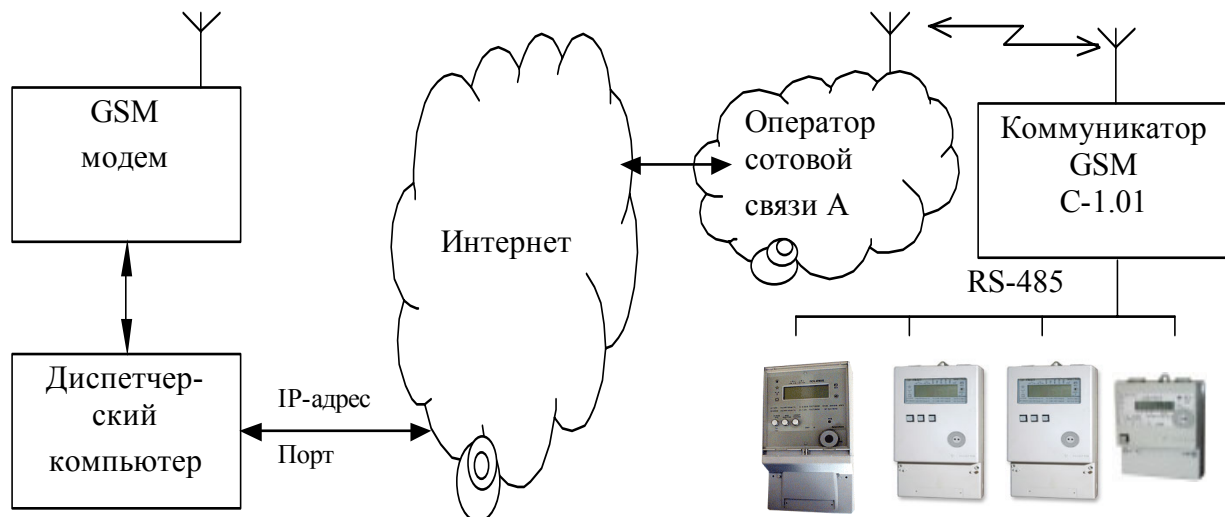 GSM
модем
Диспетчер-
ский
компьютер
IP-адрес
Порт
Интернет
Оператор
сотовой
связи А
Коммуникатор
GSM
C-1.01
RS-485